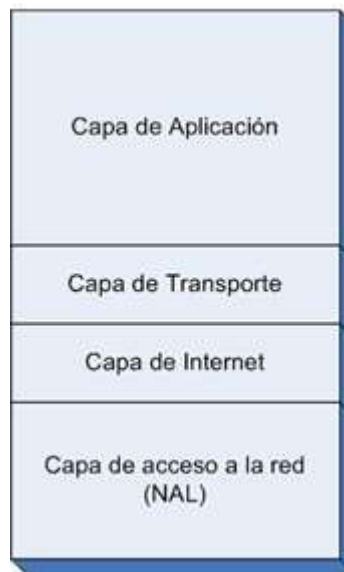 Capa de Aplicación
Capa de Transporte
Capa de Internet
Capa de acceso a la red
(NAL)